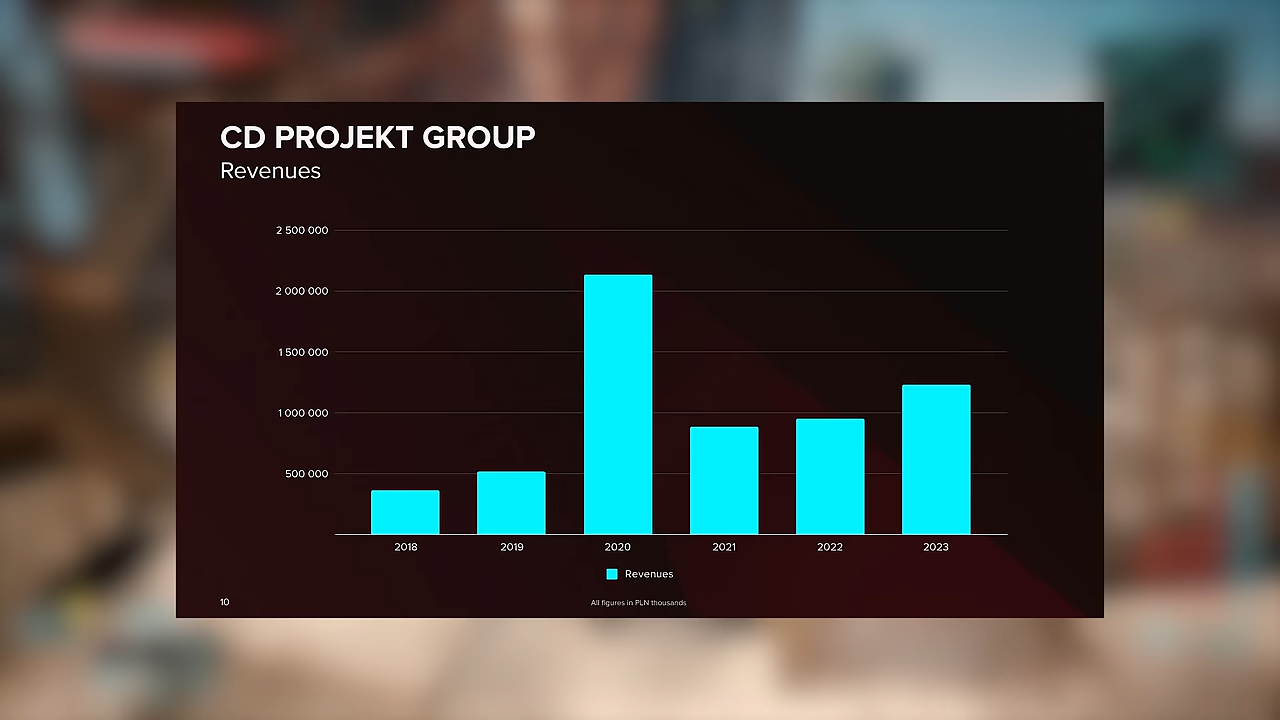 CD PROJEKT GROUP
Revenues
2 500 000
2 000 000
1 500 000
1 000 000
500 000
2018 2019 2020 2021 2022 2023
Revenues
10
All figures in PLN thousands